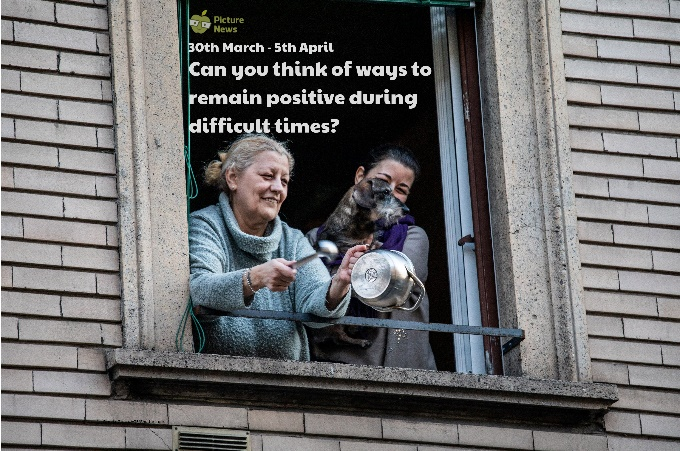 Picture
News
30th March - 5th April
Can you think of ways to
remain positive during
difficult times?